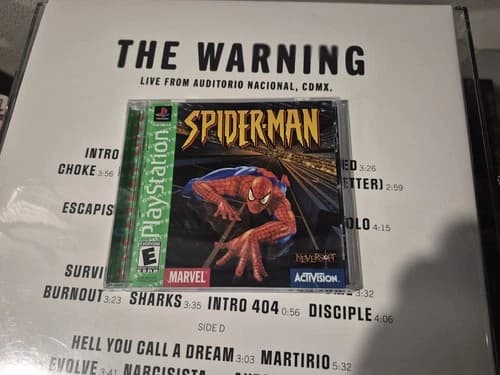 THE WARNING
LIVE FROM AUDITORIO NACIONAL, CDMX.
PlayStation
SPIDER-MAN
INTRO
ED 3:26
CHOKE 3:56
ETTER) 2:59
ESCAPIS
OLO 4:15
EVERYONE
E
NEVERSOFT
MARVEL
ACTIVISION.
SURVI
3:32
BURNOUT 3:23 SHARKS 3:35 INTRO 404 0:56 DISCIPLE 4:06
SIDE D
HELL YOU CALL A DREAM 3:03 MARTIRIO 5:32
EVOLVE 3:41 NARCISISTA